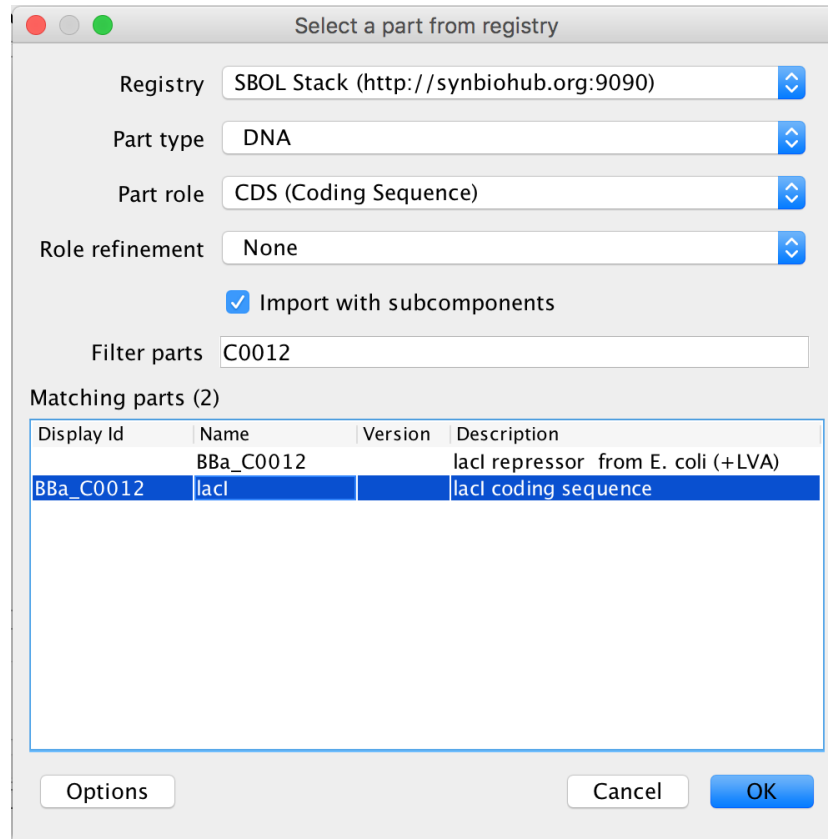 Select a part from registry
Registry SBOL Stack (http://synbiohub.org:9090)
Part type DNA
Part role CDS (Coding Sequence)
Role refinement None
Import with subcomponents
Filter parts C0012
Matching parts (2)
Display Id Name Version Description
BBa_C0012 lacI repressor from E. coli (+LVA)
BBa_C0012 lacI lacI coding sequence
Options Cancel OK